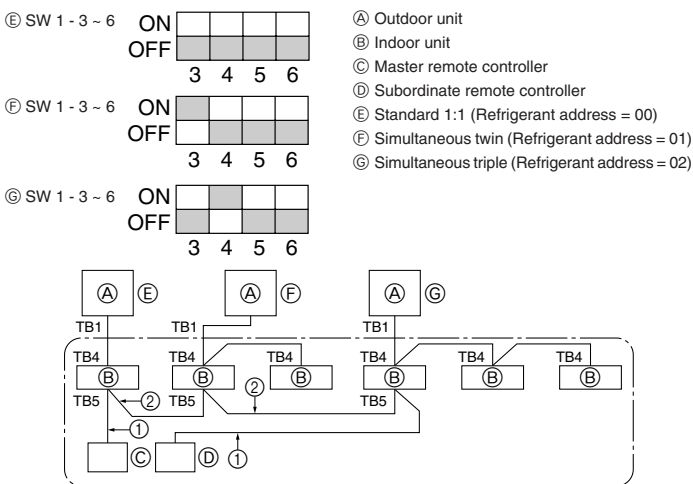 Ⓔ SW 1 - 3 ~ 6
ON
OFF
3 4 5 6
Ⓕ SW 1 - 3 ~ 6
ON
OFF
3 4 5 6
Ⓖ SW 1 - 3 ~ 6
ON
OFF
3 4 5 6
Ⓐ Outdoor unit
Ⓑ Indoor unit
Ⓒ Master remote controller
Ⓓ Subordinate remote controller
Ⓔ Standard 1:1 (Refrigerant address = 00)
Ⓕ Simultaneous twin (Refrigerant address = 01)
Ⓖ Simultaneous triple (Refrigerant address = 02)
Ⓐ Ⓔ Ⓐ Ⓕ Ⓐ Ⓖ
TB1 TB1 TB1
TB4 TB4 TB4 TB4 TB4 TB4
Ⓑ Ⓑ Ⓑ Ⓑ Ⓑ Ⓑ
TB5 ② TB5 ② TB5
① Ⓒ Ⓓ ①